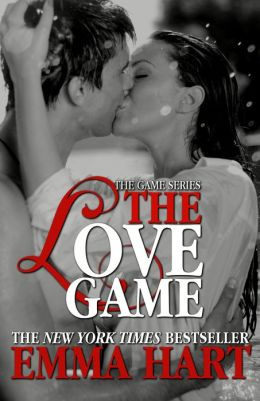 THE GAME SERIES
THE
LOVE
GAME
THE NEW YORK TIMES BESTSELLER
EMMA HART